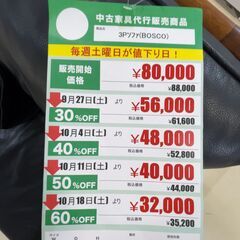 中古家具代行販売商品
商品名
3Pソファ(BOSCO)
毎週土曜日が値下り日！
販売開始価格 ¥80,000
税込価格 ¥88,000
9月27日(土) より
30%OFF ¥56,000
税込価格 ¥61,600
10月4日(土) より
40%OFF ¥48,000
税込価格 ¥52,800
10月11日(土) より
50%OFF ¥40,000
税込価格 ¥44,000
10月18日(土) より
60%OFF ¥32,000
税込価格 ¥35,200
サイズ
W D H